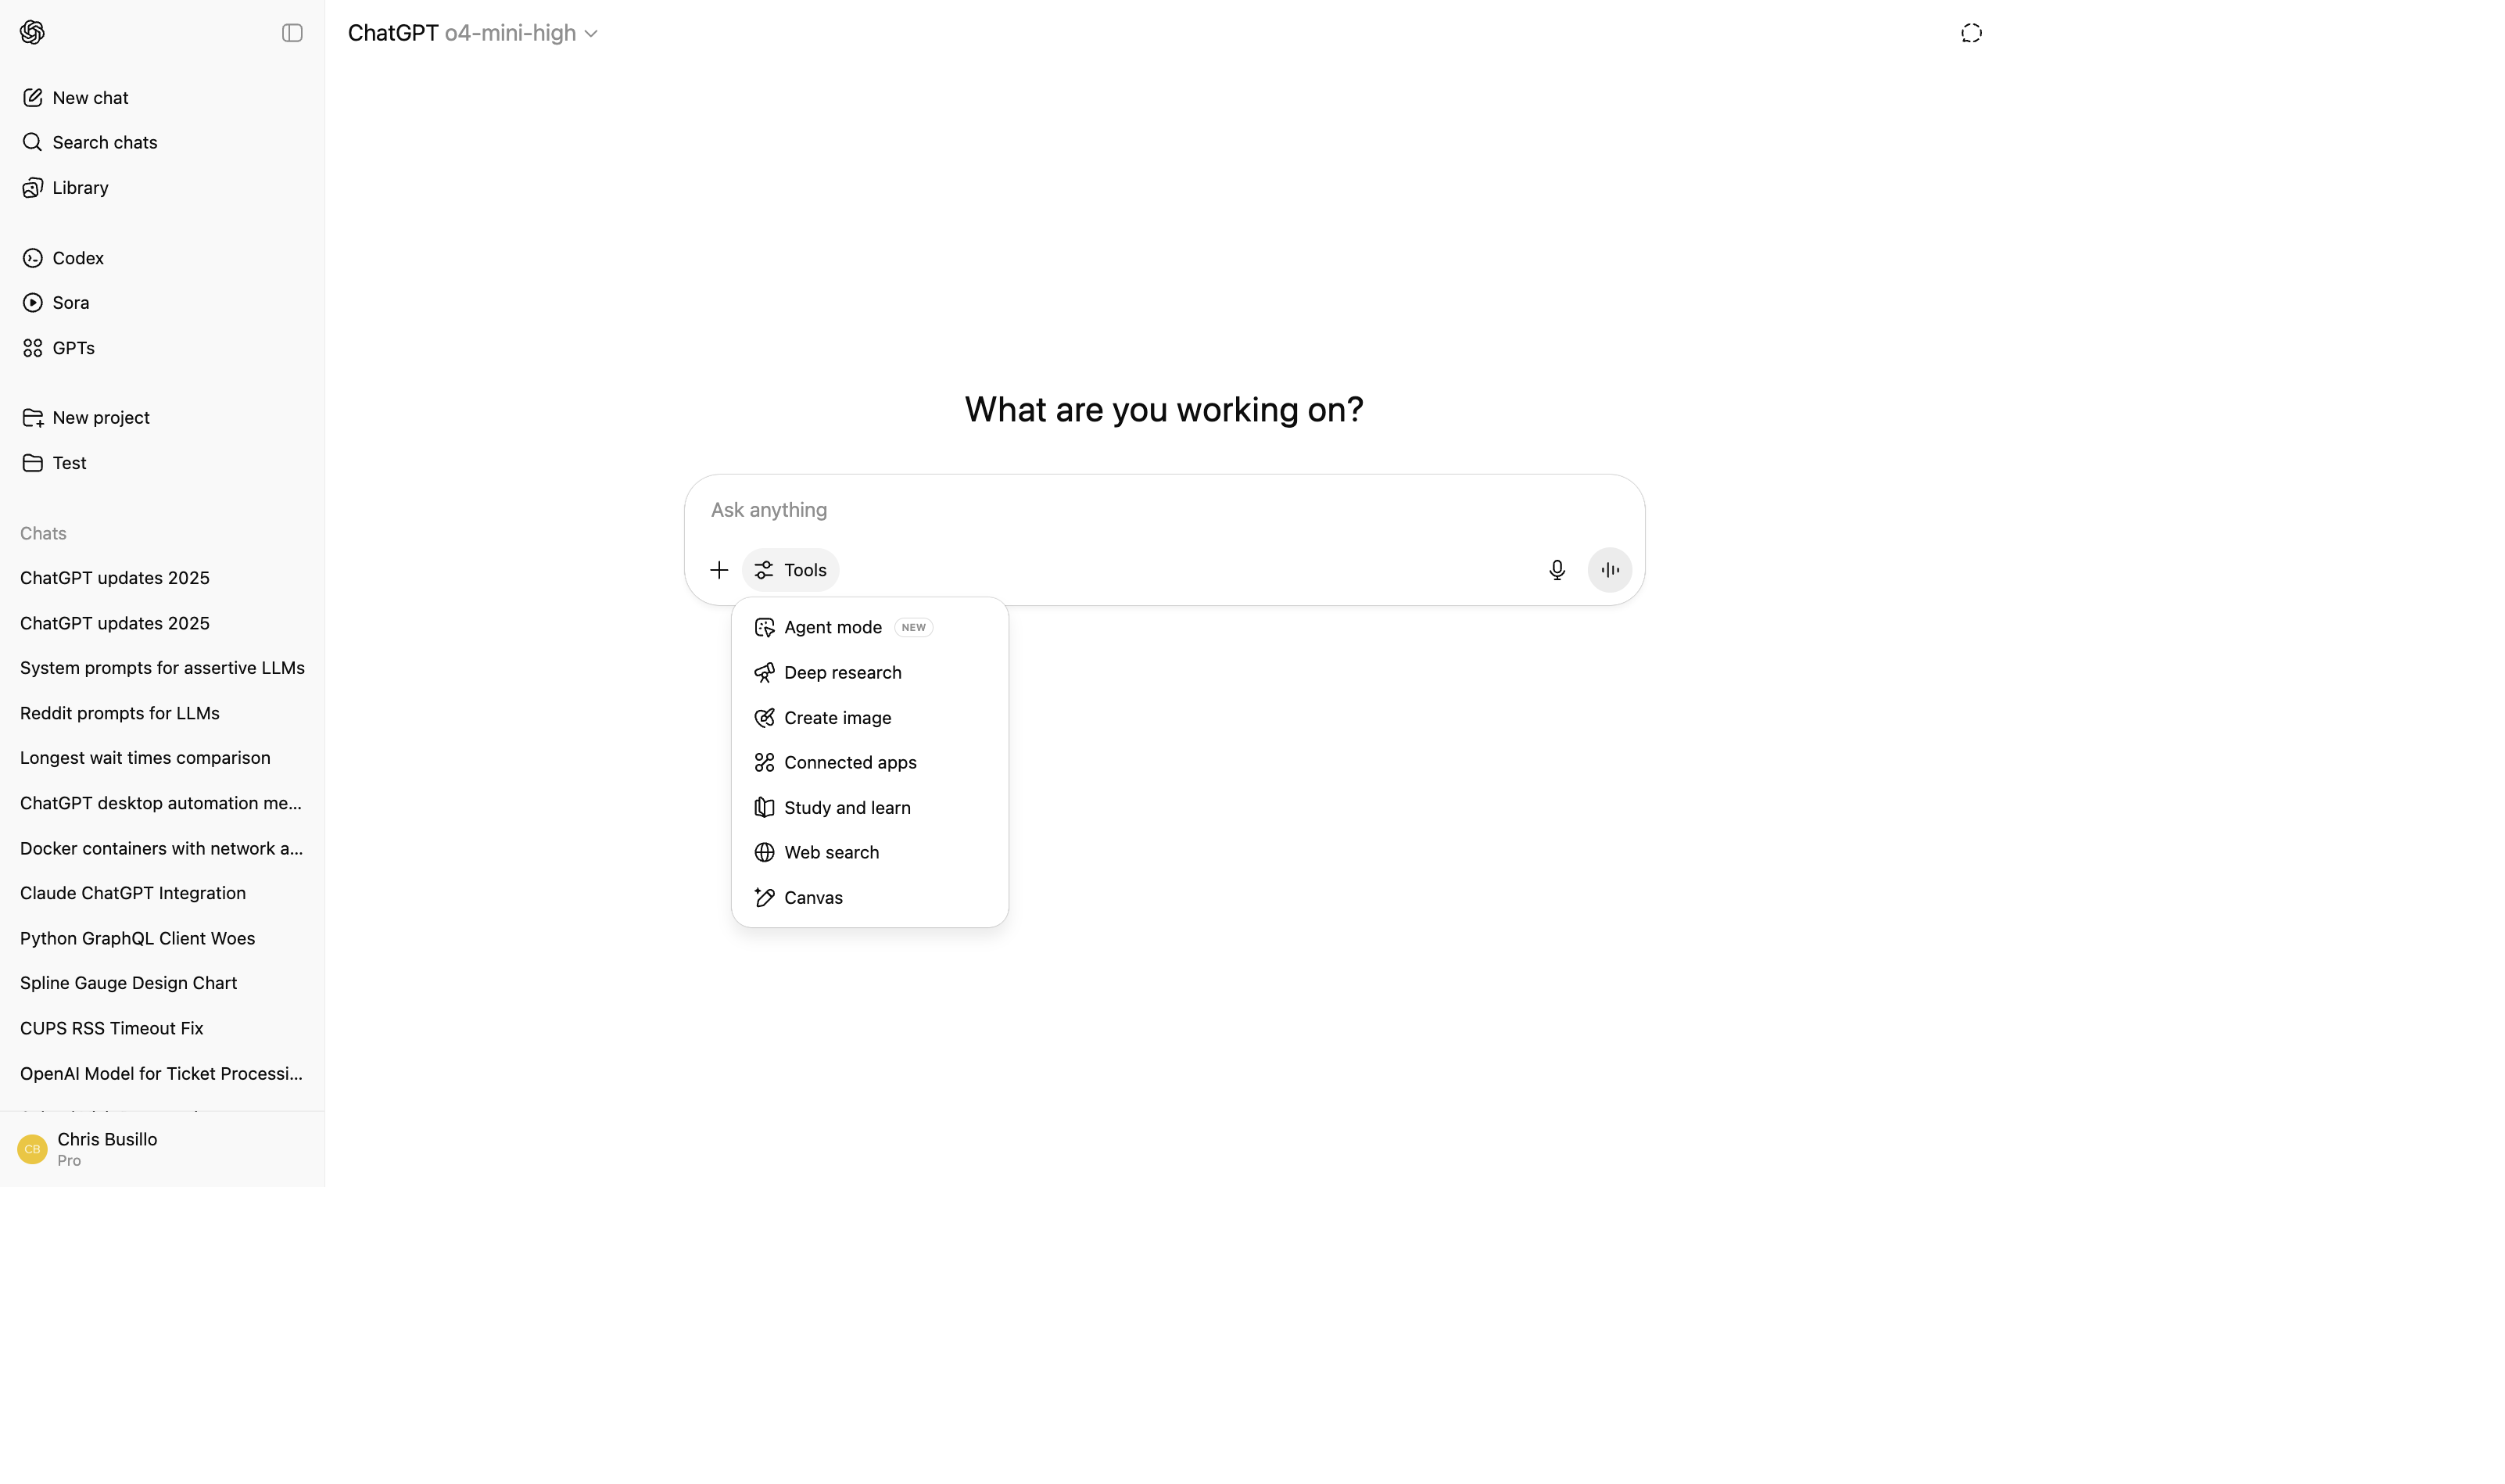 ChatGPT o4-mini-high
New chat
Search chats
Library
Codex
Sora
GPTs
New project
Test
Chats
ChatGPT updates 2025
ChatGPT updates 2025
System prompts for assertive LLMs
Reddit prompts for LLMs
Longest wait times comparison
ChatGPT desktop automation me...
Docker containers with network a...
Claude ChatGPT Integration
Python GraphQL Client Woes
Spline Gauge Design Chart
CUPS RSS Timeout Fix
OpenAI Model for Ticket Processi...
CB
Chris Busillo
Pro
What are you working on?
Ask anything
Tools
Agent mode NEW
Deep research
Create image
Connected apps
Study and learn
Web search
Canvas